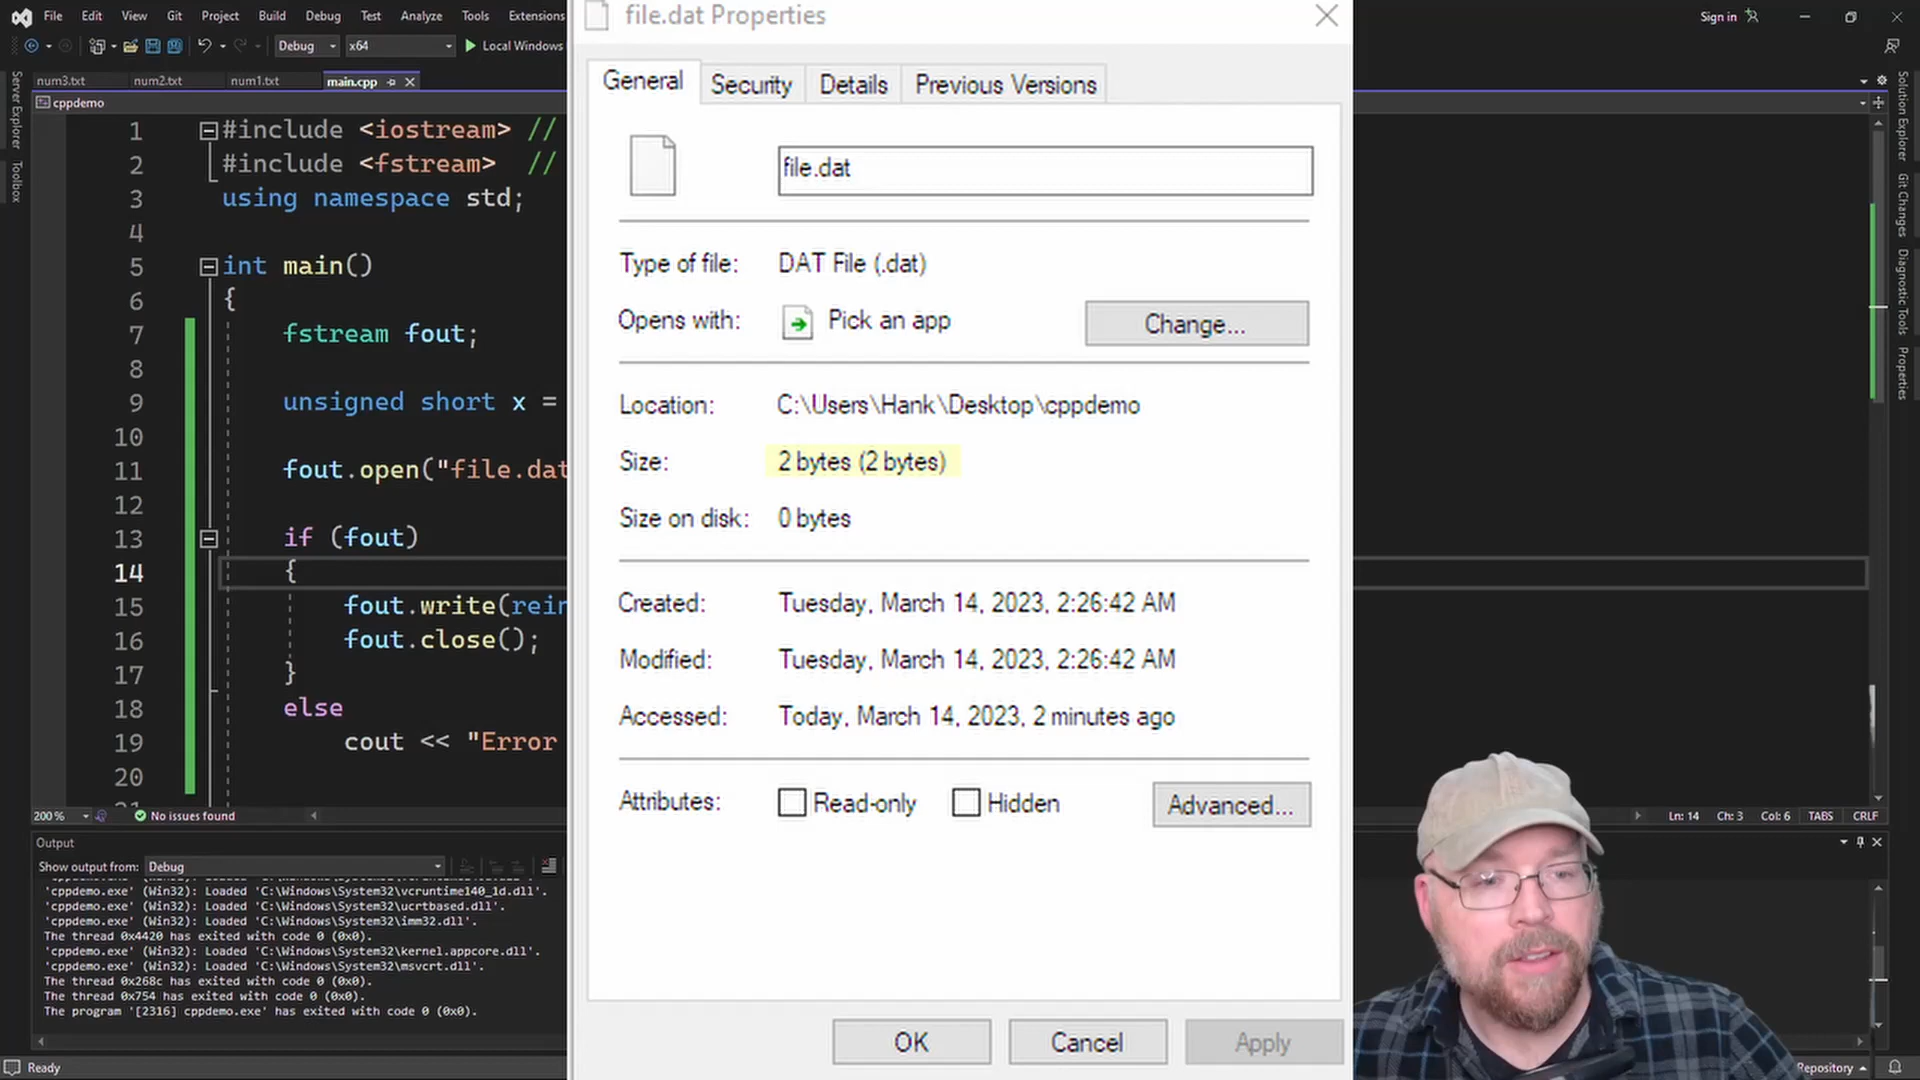 File Edit View Git Project Build Debug Test Analyze Tools Extensions
Sign in
Debug x64 Local Windows
num3.txt num2.txt num1.txt main.cpp
cppdemo
1 #include <iostream> //
2 #include <fstream> //
3 using namespace std;
4
5 int main()
6 {
7 fstream fout;
8
9 unsigned short x =
10
11 fout.open("file.dat
12
13 if (fout)
14 {
15 fout.write(rein
16 fout.close();
17 }
18 else
19 cout << "Error
20
200 % No issues found
Ln: 14 Ch: 3 Col: 6 TABS CRLF
Output
Show output from: Debug
'cppdemo.exe' (Win32): Loaded 'C:\Windows\System32\vcruntime140_1d.dll'.
'cppdemo.exe' (Win32): Loaded 'C:\Windows\System32\ucrtbased.dll'.
'cppdemo.exe' (Win32): Loaded 'C:\Windows\System32\imm32.dll'.
The thread 0x4420 has exited with code 0 (0x0).
'cppdemo.exe' (Win32): Loaded 'C:\Windows\System32\kernel.appcore.dll'.
'cppdemo.exe' (Win32): Loaded 'C:\Windows\System32\msvcrt.dll'.
The thread 0x268c has exited with code 0 (0x0).
The thread 0x754 has exited with code 0 (0x0).
The program '[2316] cppdemo.exe' has exited with code 0 (0x0).
Ready
Repository
Server Explorer
Toolbox
Solution Explorer
Git Changes
Diagnostic Tools
Properties
file.dat Properties
General Security Details Previous Versions
file.dat
Type of file: DAT File (.dat)
Opens with: Pick an app Change...
Location: C:\Users\Hank\Desktop\cppdemo
Size: 2 bytes (2 bytes)
Size on disk: 0 bytes
Created: Tuesday, March 14, 2023, 2:26:42 AM
Modified: Tuesday, March 14, 2023, 2:26:42 AM
Accessed: Today, March 14, 2023, 2 minutes ago
Attributes: Read-only Hidden Advanced...
OK Cancel Apply